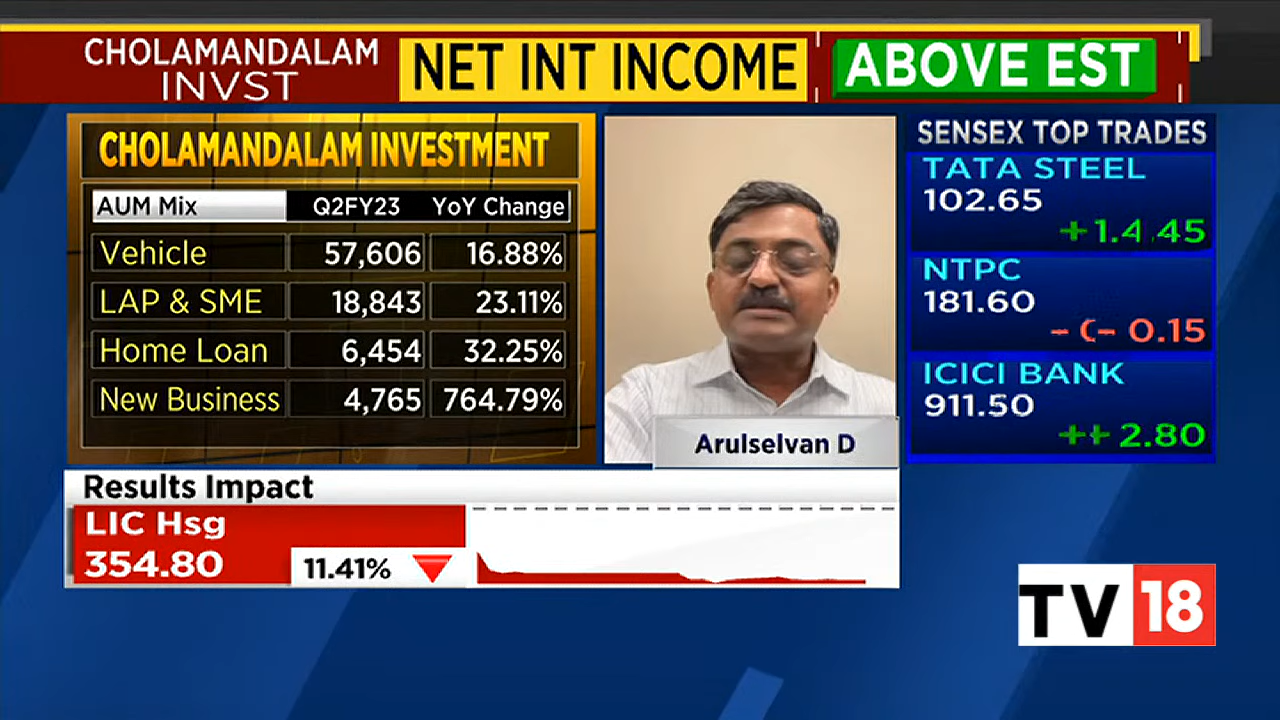 CHOLAMANDALAM
INVST
NET INT INCOME
ABOVE EST
CHOLAMANDALAM INVESTMENT
AUM Mix Q2FY23 YoY Change
Vehicle 57,606 16.88%
LAP & SME 18,843 23.11%
Home Loan 6,454 32.25%
New Business 4,765 764.79%
Arulselvan D
SENSEX TOP TRADES
TATA STEEL
102.65
NTPC
181.60
- 0.15
ICICI BANK
911.50
2.80
Results Impact
LIC Hsg
354.80
11.41%
TV18